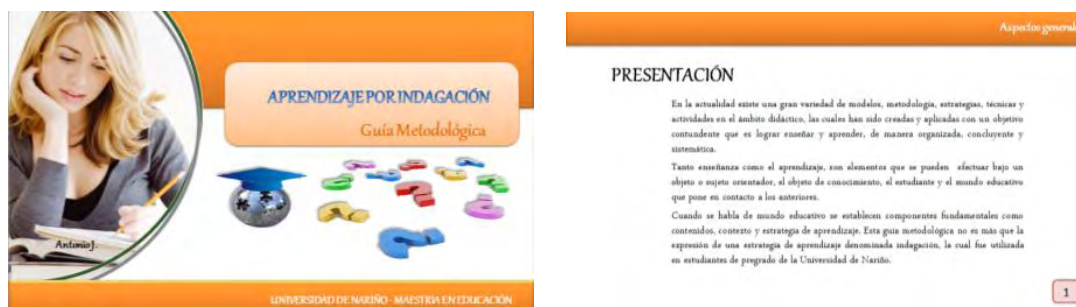 APRENDIZAJE POR INDAGACIÓN
Guía Metodológica
Antonio J.
UNIVERSIDAD DE NARIÑO - MAESTRIA EN EDUCACIÓN
Aspectos general
PRESENTACIÓN
En la actualidad existe una gran variedad de modelos, metodología, estrategias, técnicas y
actividades en el ámbito didáctico, las cuales han sido creadas y aplicadas con un objetivo
contundente que es lograr enseñar y aprender, de manera organizada, concluyente y
sistemática.
Tanto enseñanza como el aprendizaje, son elementos que se pueden efectuar bajo un
objeto o sujeto orientador, el objeto de conocimiento, el estudiante y el mundo educativo
que pone en contacto a los anteriores.
Cuando se habla de mundo educativo se establecen componentes fundamentales como
contenidos, contexto y estrategia de aprendizaje. Esta guía metodológica no es más que la
expresión de una estrategia de aprendizaje denominada indagación, la cual fue utilizada
en estudiantes de pregrado de la Universidad de Nariño.
1